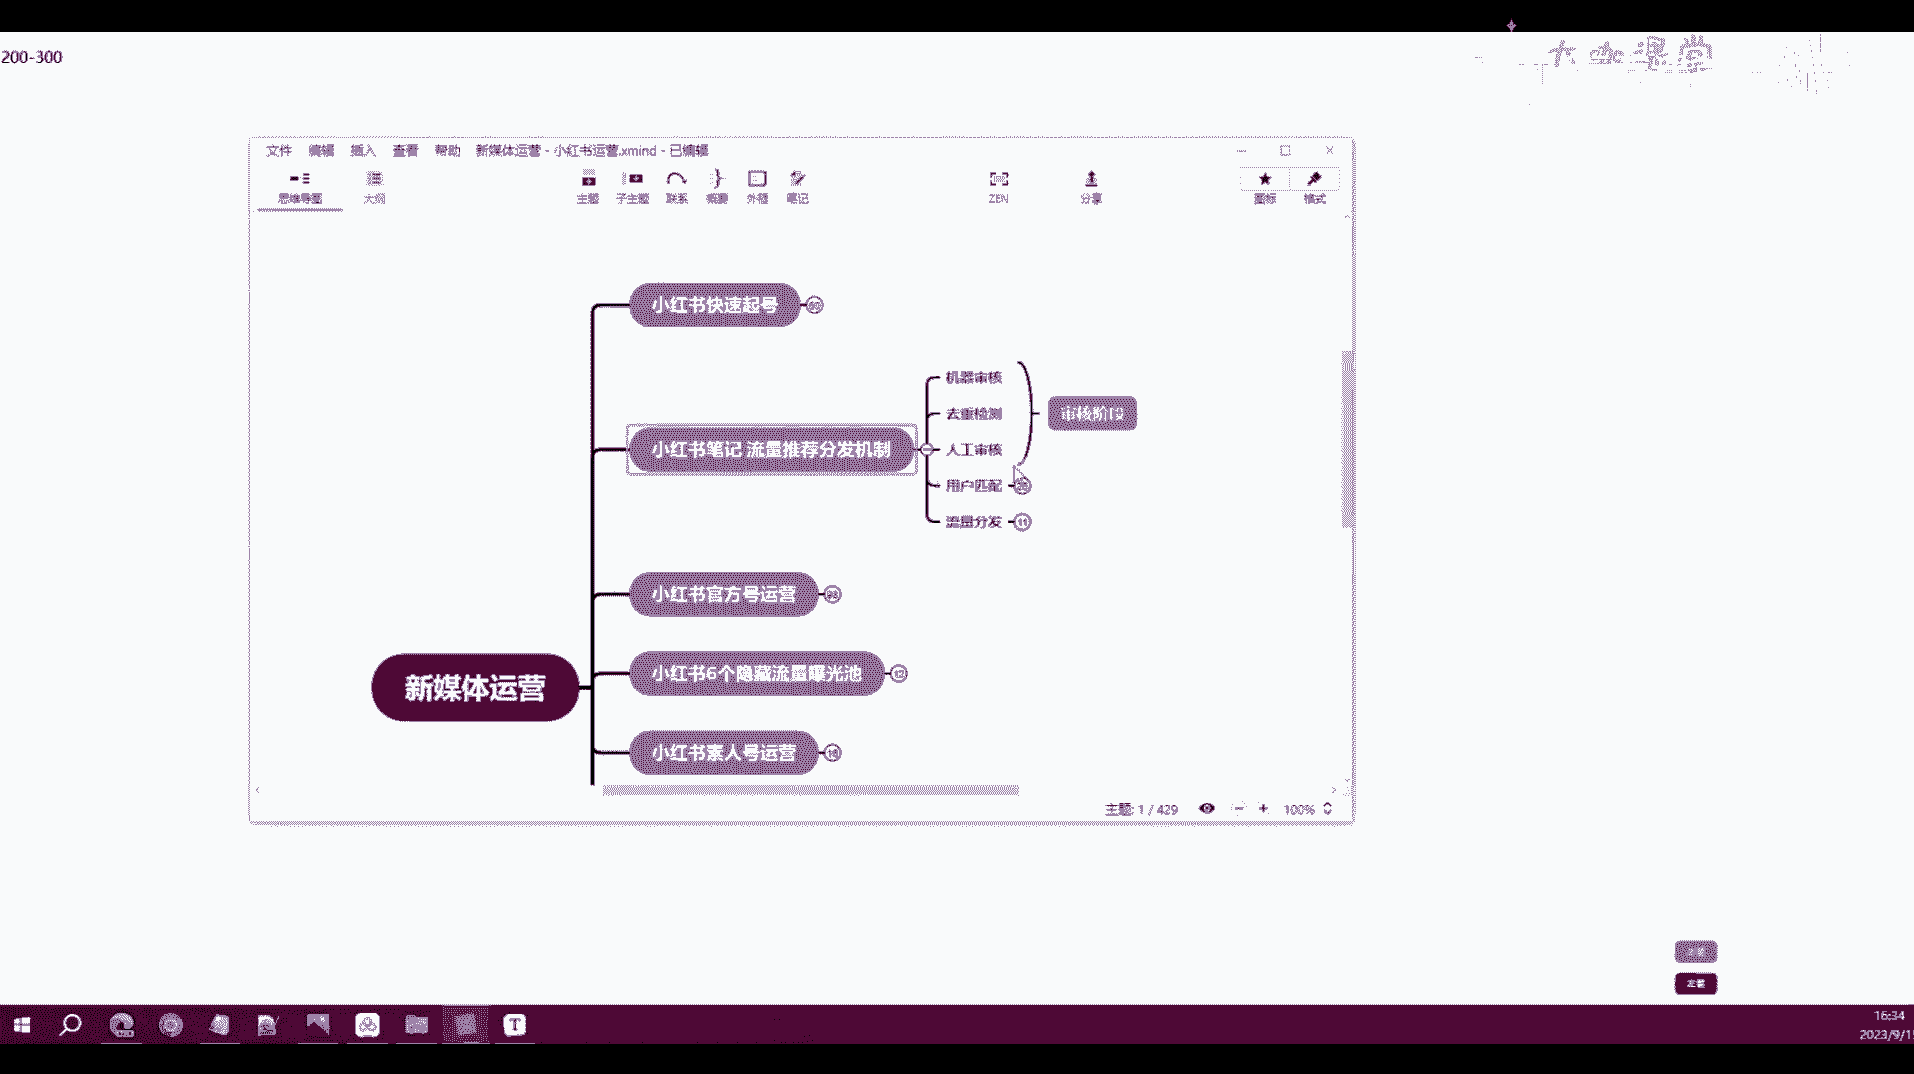 200-300
大咖课堂
文件 编辑 插入 查看 帮助 新媒体运营 - 小红书运营.xmind - 已编辑
思维导图 大纲 主题 子主题 联系 概要 外框 笔记 ZEN 分享 图标 格式
小红书快速起号
机器审核
去重检测
审核阶段
小红书笔记 流量推荐分发机制
人工审核
用户匹配
流量分发 11
小红书官方号运营
新媒体运营
小红书6个隐藏流量曝光池 12
小红书素人号运营
主题: 1 / 429 100%
16:34
2023/9/1